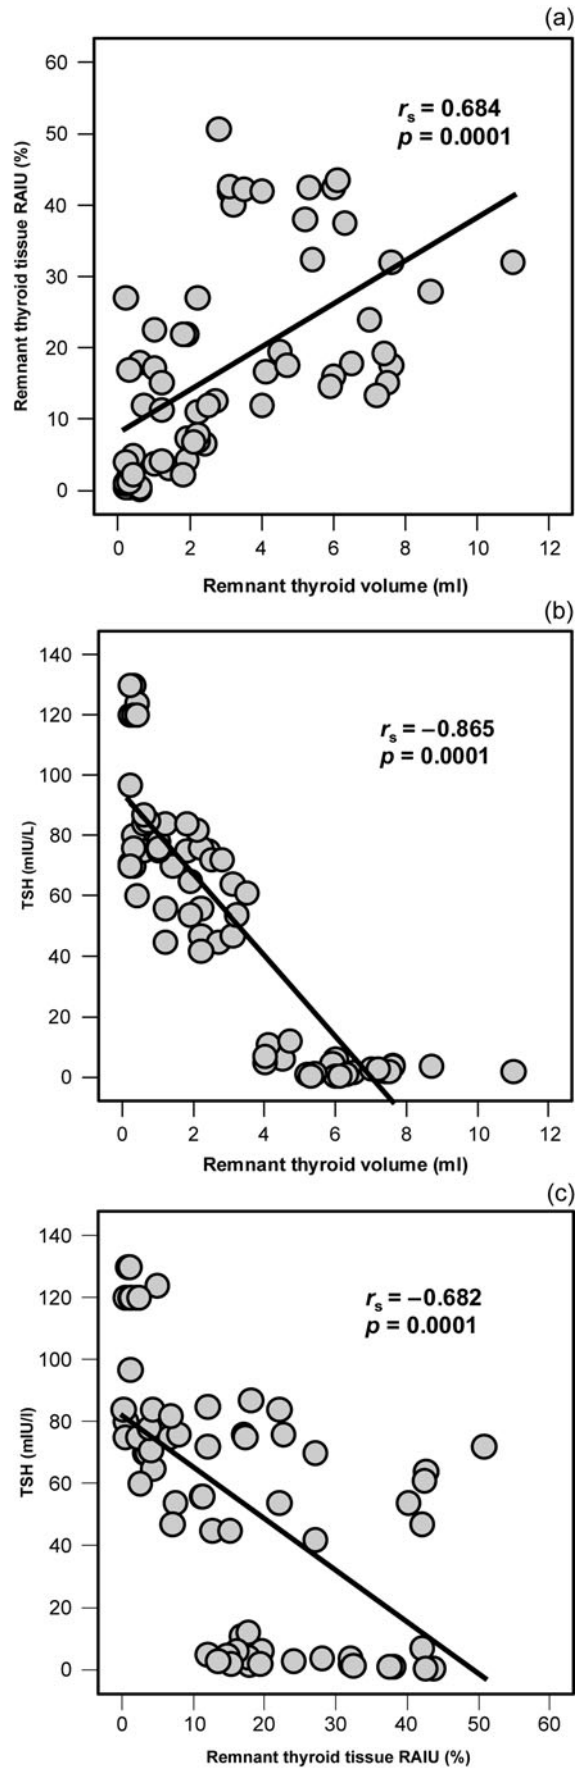 (a)
60
50
40
30
20
10
0
Remnant thyroid tissue RAIU (%)
r_s = 0.684
p = 0.0001
0 2 4 6 8 10 12
Remnant thyroid volume (ml)
(b)
140
120
100
80
60
40
20
0
TSH (mIU/L)
r_s = −0.865
p = 0.0001
0 2 4 6 8 10 12
Remnant thyroid volume (ml)
(c)
140
120
100
80
60
40
20
0
TSH (mIU/l)
r_s = −0.682
p = 0.0001
0 10 20 30 40 50 60
Remnant thyroid tissue RAIU (%)